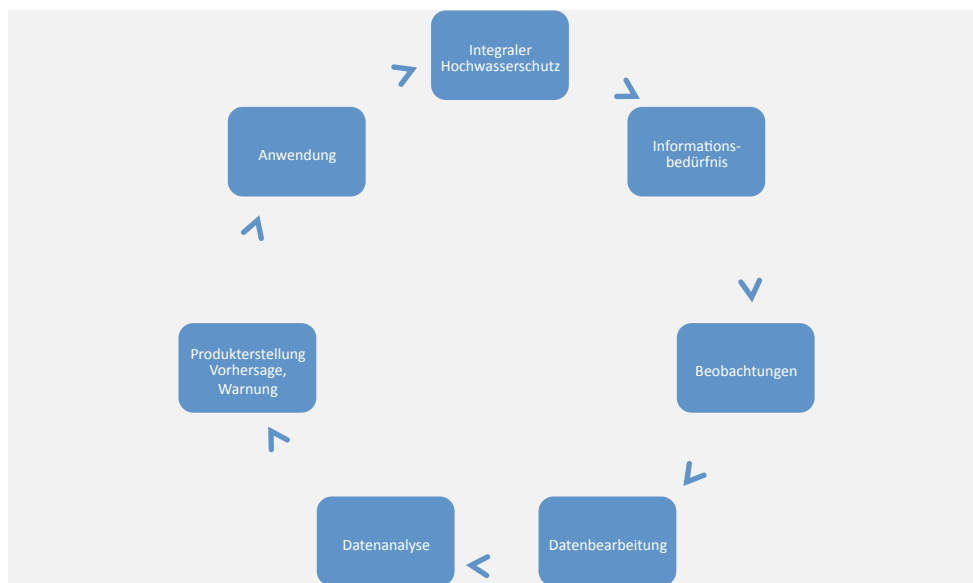 Integraler
Hochwasserschutz
Informations-
bedürfnis
Beobachtungen
Datenbearbeitung
Datenanalyse
Produkterstellung
Vorhersage,
Warnung
Anwendung